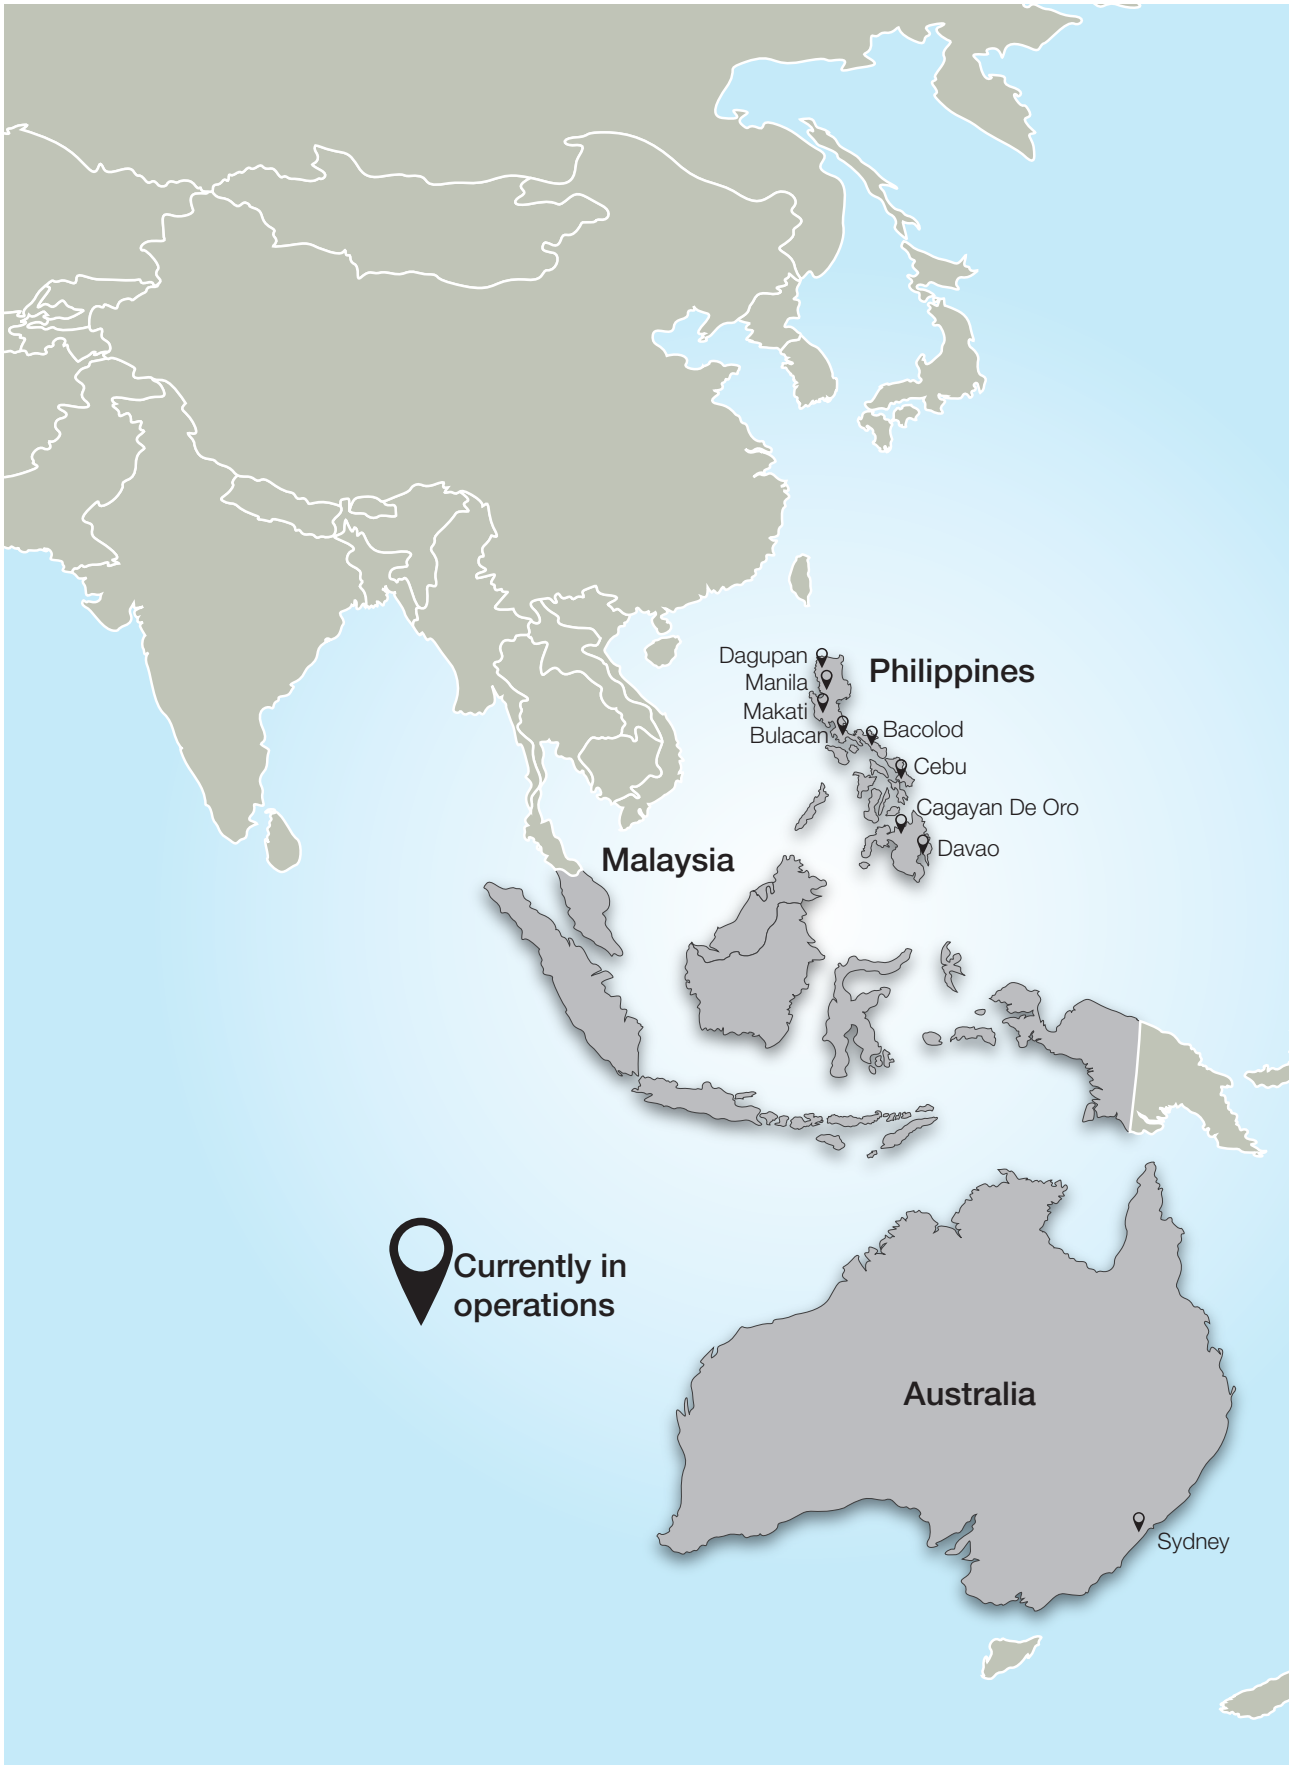 Dagupan
Philippines
Manila
Makati
Bulacan
Bacolod
Cebu
Cagayan De Oro
Davao
Malaysia
Currently in
operations
Australia
Sydney